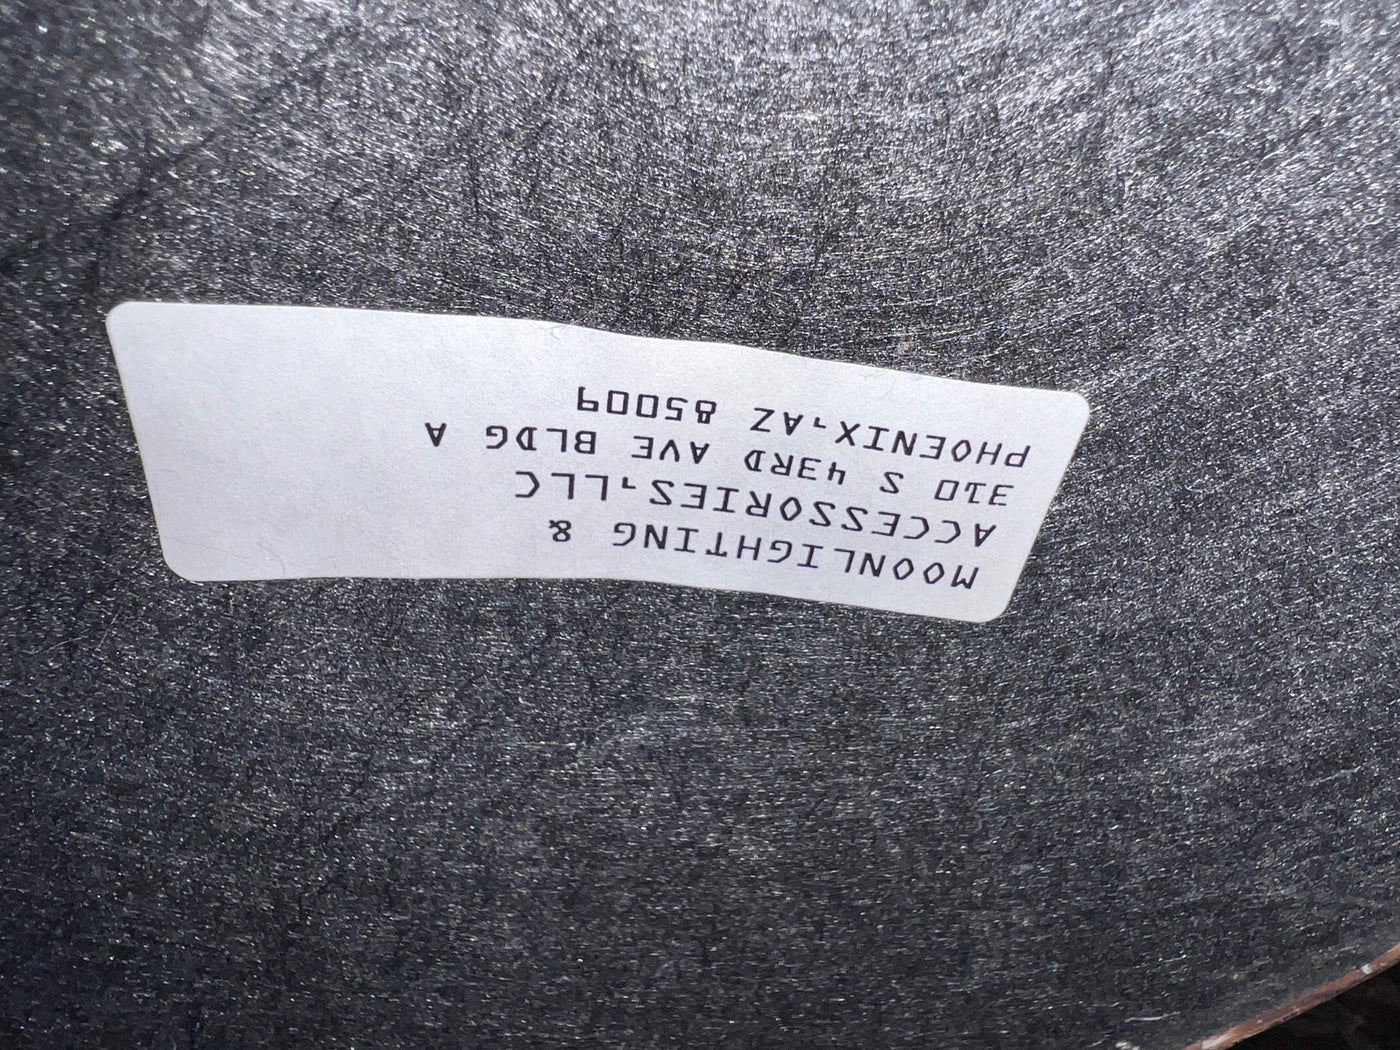 MOONLIGHTING &
ACCESSORIES,LLC
310 S 43RD AVE BLDG A
PHOENIX,AZ 85009